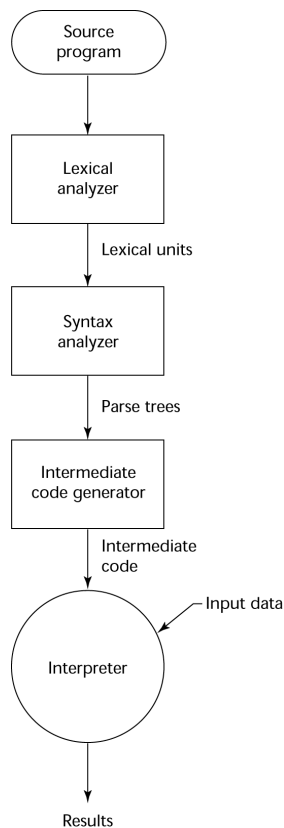 Source
program
Lexical
analyzer
Lexical units
Syntax
analyzer
Parse trees
Intermediate
code generator
Intermediate
code
Input data
Interpreter
Results